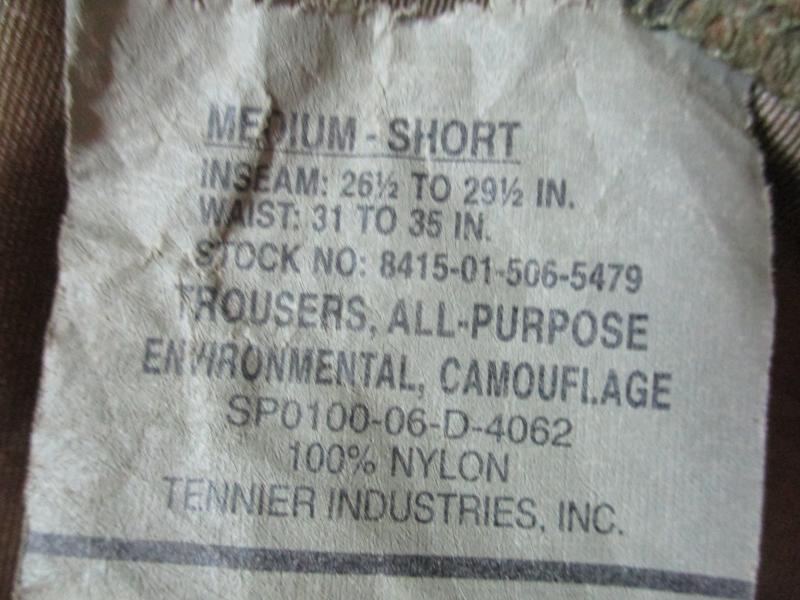 MEDIUM - SHORT
INSEAM: 26½ TO 29½ IN.
WAIST: 31 TO 35 IN.
STOCK NO: 8415-01-506-5479
TROUSERS, ALL-PURPOSE
ENVIRONMENTAL, CAMOUFLAGE
SP0100-06-D-4062
100% NYLON
TENNIER INDUSTRIES, INC.